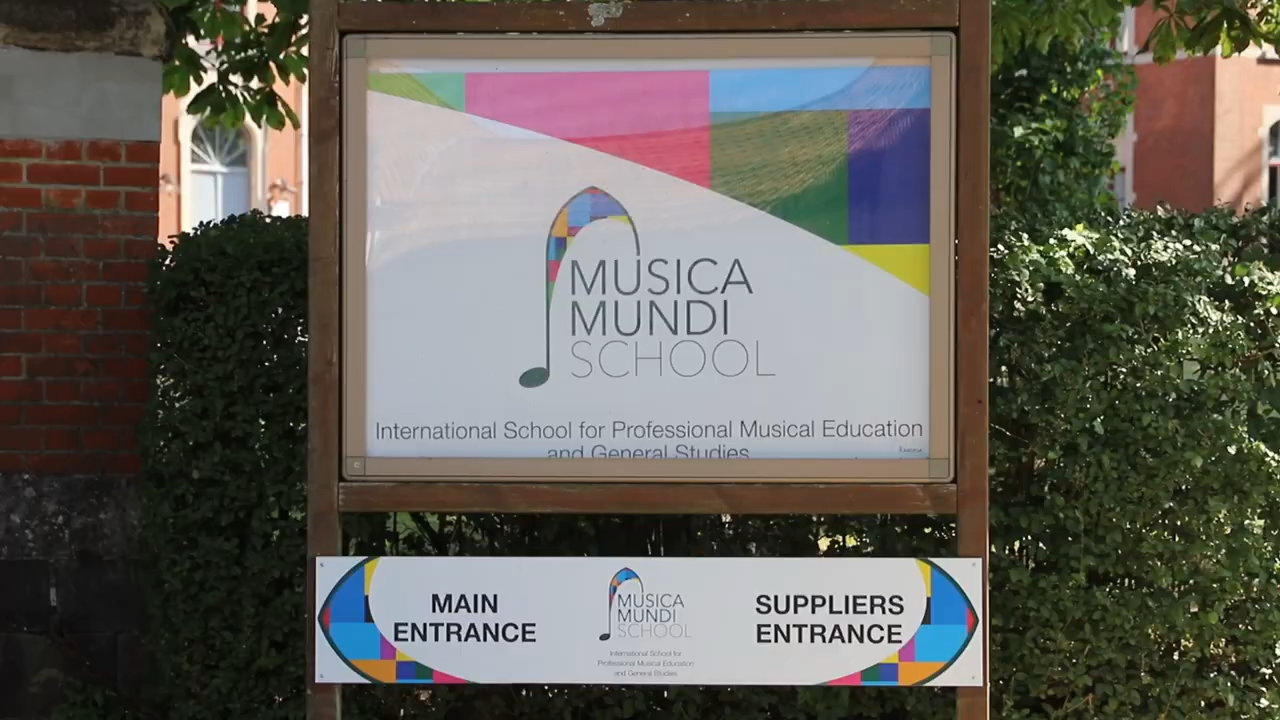 MUSICA
MUNDI
SCHOOL
International School for Professional Musical Education
and General Studies
MAIN
ENTRANCE
MUSICA
MUNDI
SCHOOL
International School for
Professional Musical Education
and General Studies
SUPPLIERS
ENTRANCE